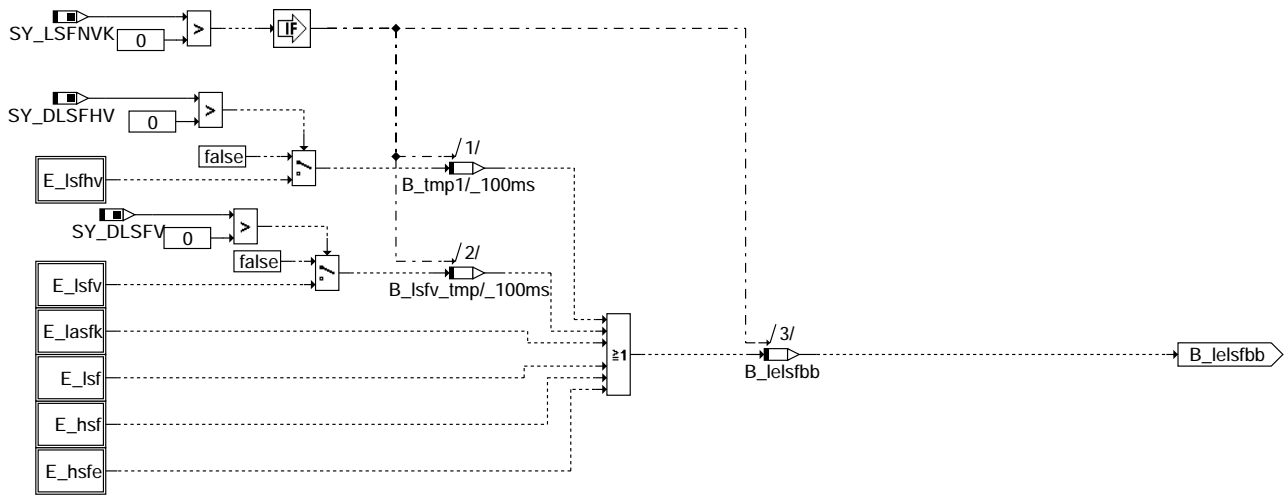 SY_LSFNVK
0
>
IF
SY_DLSFHV
0
>
false
/1/
E_lsfhv
B_tmp1/_100ms
SY_DLSFV
0
>
false
/2/
E_lsfv
B_lsfv_tmp/_100ms
E_lasfk
≥1
/3/
B_lelsfbb
B_lelsfbb
E_lsf
E_hsf
E_hsfe